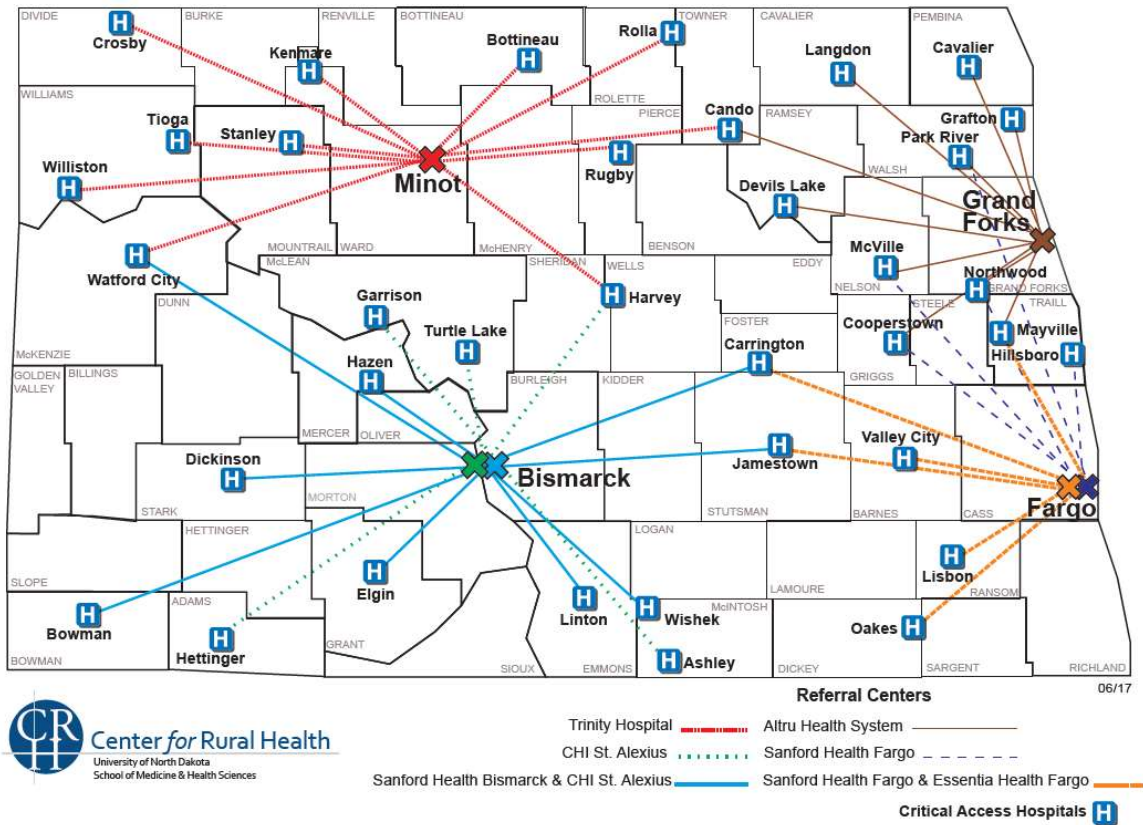 DIVIDE
BURKE
RENVILLE
BOTTINEAU
TOWNER
CAVALIER
PEMBINA
H
Crosby
Kenmare
H
Bottineau
H
Rolla
H
Langdon
H
Cavalier
H
WILLIAMS
ROLETTE
PIERCE
Cando
H
RAMSEY
Grafton
H
Park River
H
Tioga
H
Stanley
H
Minot
H
Rugby
WALSH
Williston
H
Devils Lake
H
Grand
Forks
MOUNTRAIL
WARD
McHENRY
BENSON
H
Watford City
McLEAN
SHERIDAN
WELLS
EDDY
McVille
H
NELSON
Northwood
H
GRAND FORKS
DUNN
Garrison
H
H
Harvey
STEELE
TRAILL
Turtle Lake
H
FOSTER
Cooperstown
H
H
Mayville
Hillsboro
H
McKENZIE
Hazen
H
Carrington
H
GOLDEN
VALLEY
BILLINGS
BURLEIGH
KIDDER
GRIGGS
MERCER
OLIVER
Dickinson
H
Bismarck
Jamestown
H
Valley City
H
MORTON
Fargo
STARK
STUTSMAN
BARNES
CASS
HETTINGER
LOGAN
SLOPE
H
Elgin
H
Lisbon
LAMOURE
RANSOM
H
Bowman
ADAMS
H
Linton
H
Wishek
McINTOSH
Oakes
H
H
Hettinger
GRANT
H
Ashley
BOWMAN
SIOUX
EMMONS
DICKEY
SARGENT
RICHLAND
06/17
CRH
Center for Rural Health
University of North Dakota
School of Medicine & Health Sciences
Referral Centers
Trinity Hospital
Altru Health System
CHI St. Alexius
Sanford Health Fargo
Sanford Health Bismarck & CHI St. Alexius
Sanford Health Fargo & Essentia Health Fargo
Critical Access Hospitals H